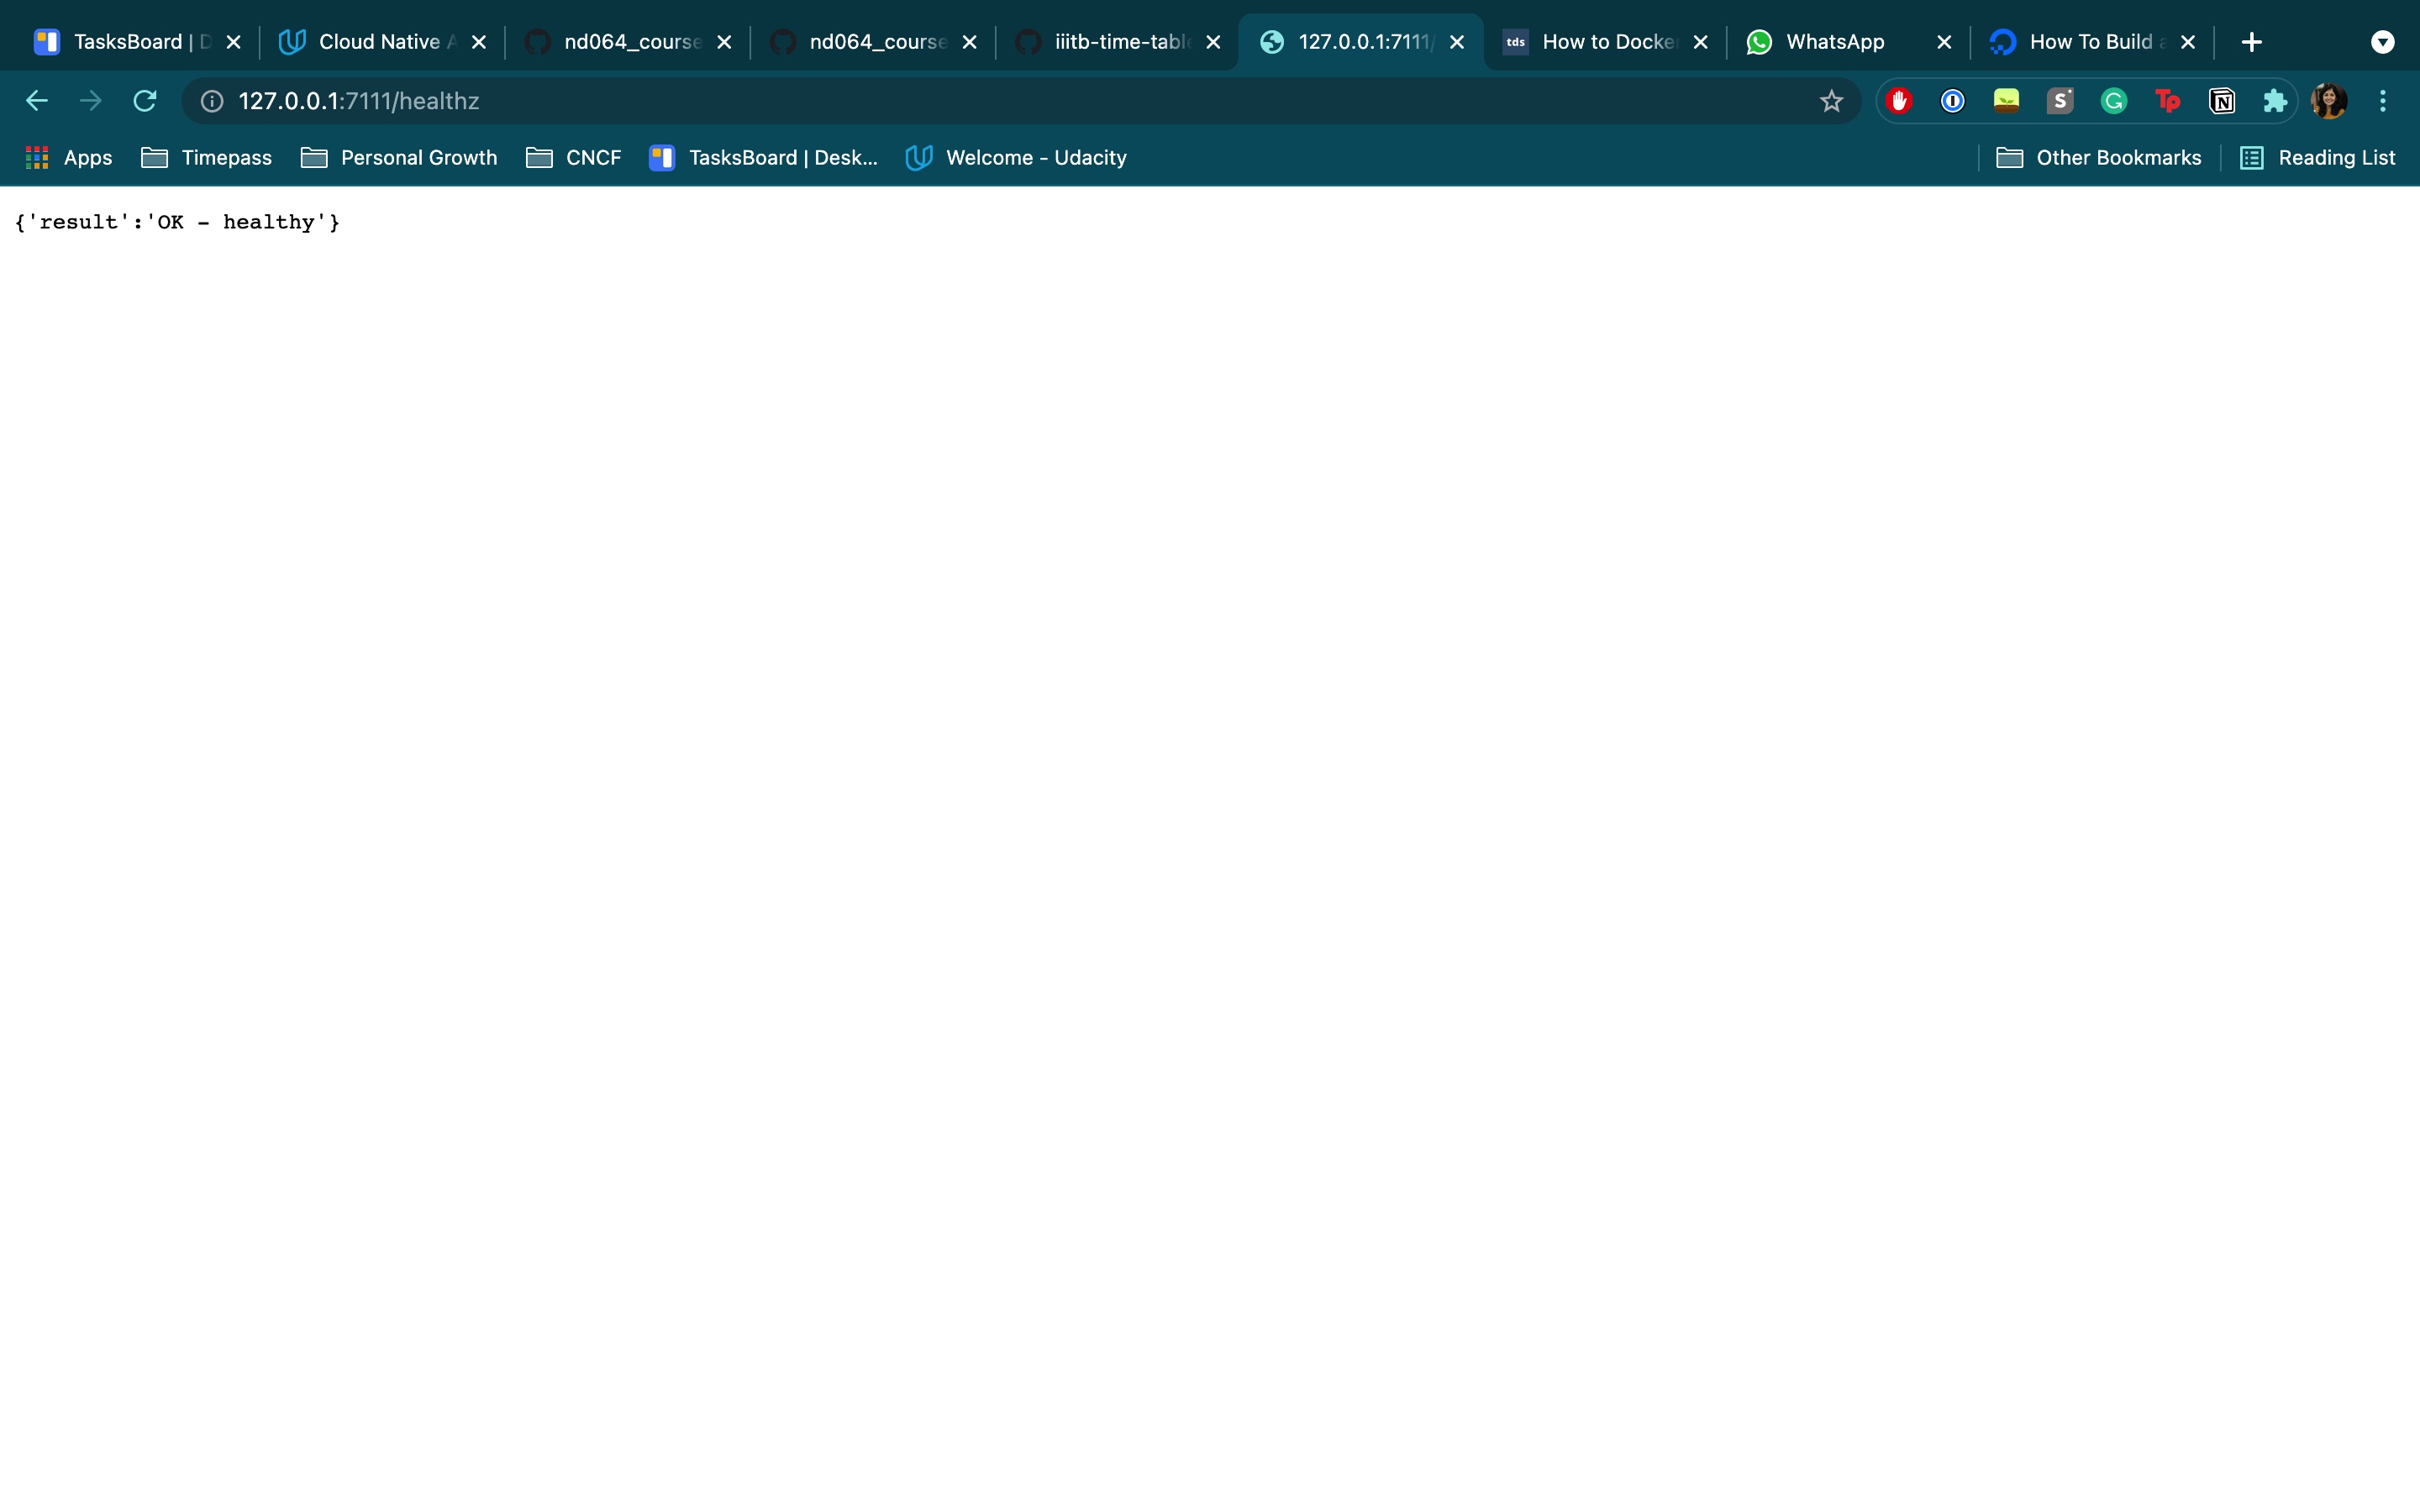 TasksBoard | D
Cloud Native A
nd064_course
nd064_course
iiitb-time-tabl
127.0.0.1:7111/
tds
How to Docke
WhatsApp
How To Build a
127.0.0.1:7111/healthz
Apps
Timepass
Personal Growth
CNCF
TasksBoard | Desk...
Welcome - Udacity
Other Bookmarks
Reading List
{'result':'OK - healthy'}